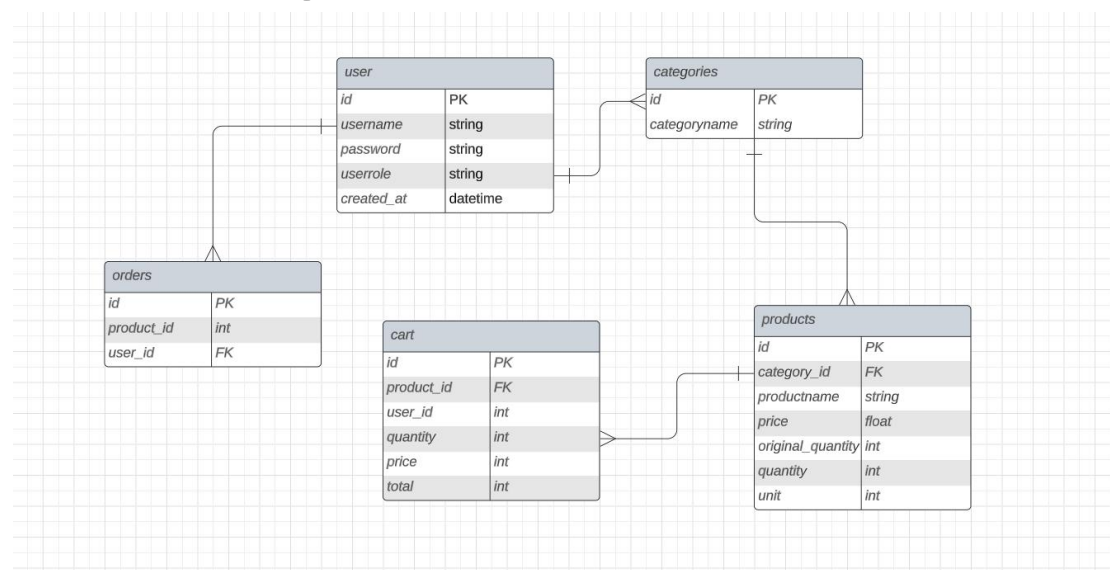 user
id PK
username string
password string
userrole string
created_at datetime
categories
id PK
categoryname string
orders
id PK
product_id int
user_id FK
cart
id PK
product_id FK
user_id int
quantity int
price int
total int
products
id PK
category_id FK
productname string
price float
original_quantity int
quantity int
unit int